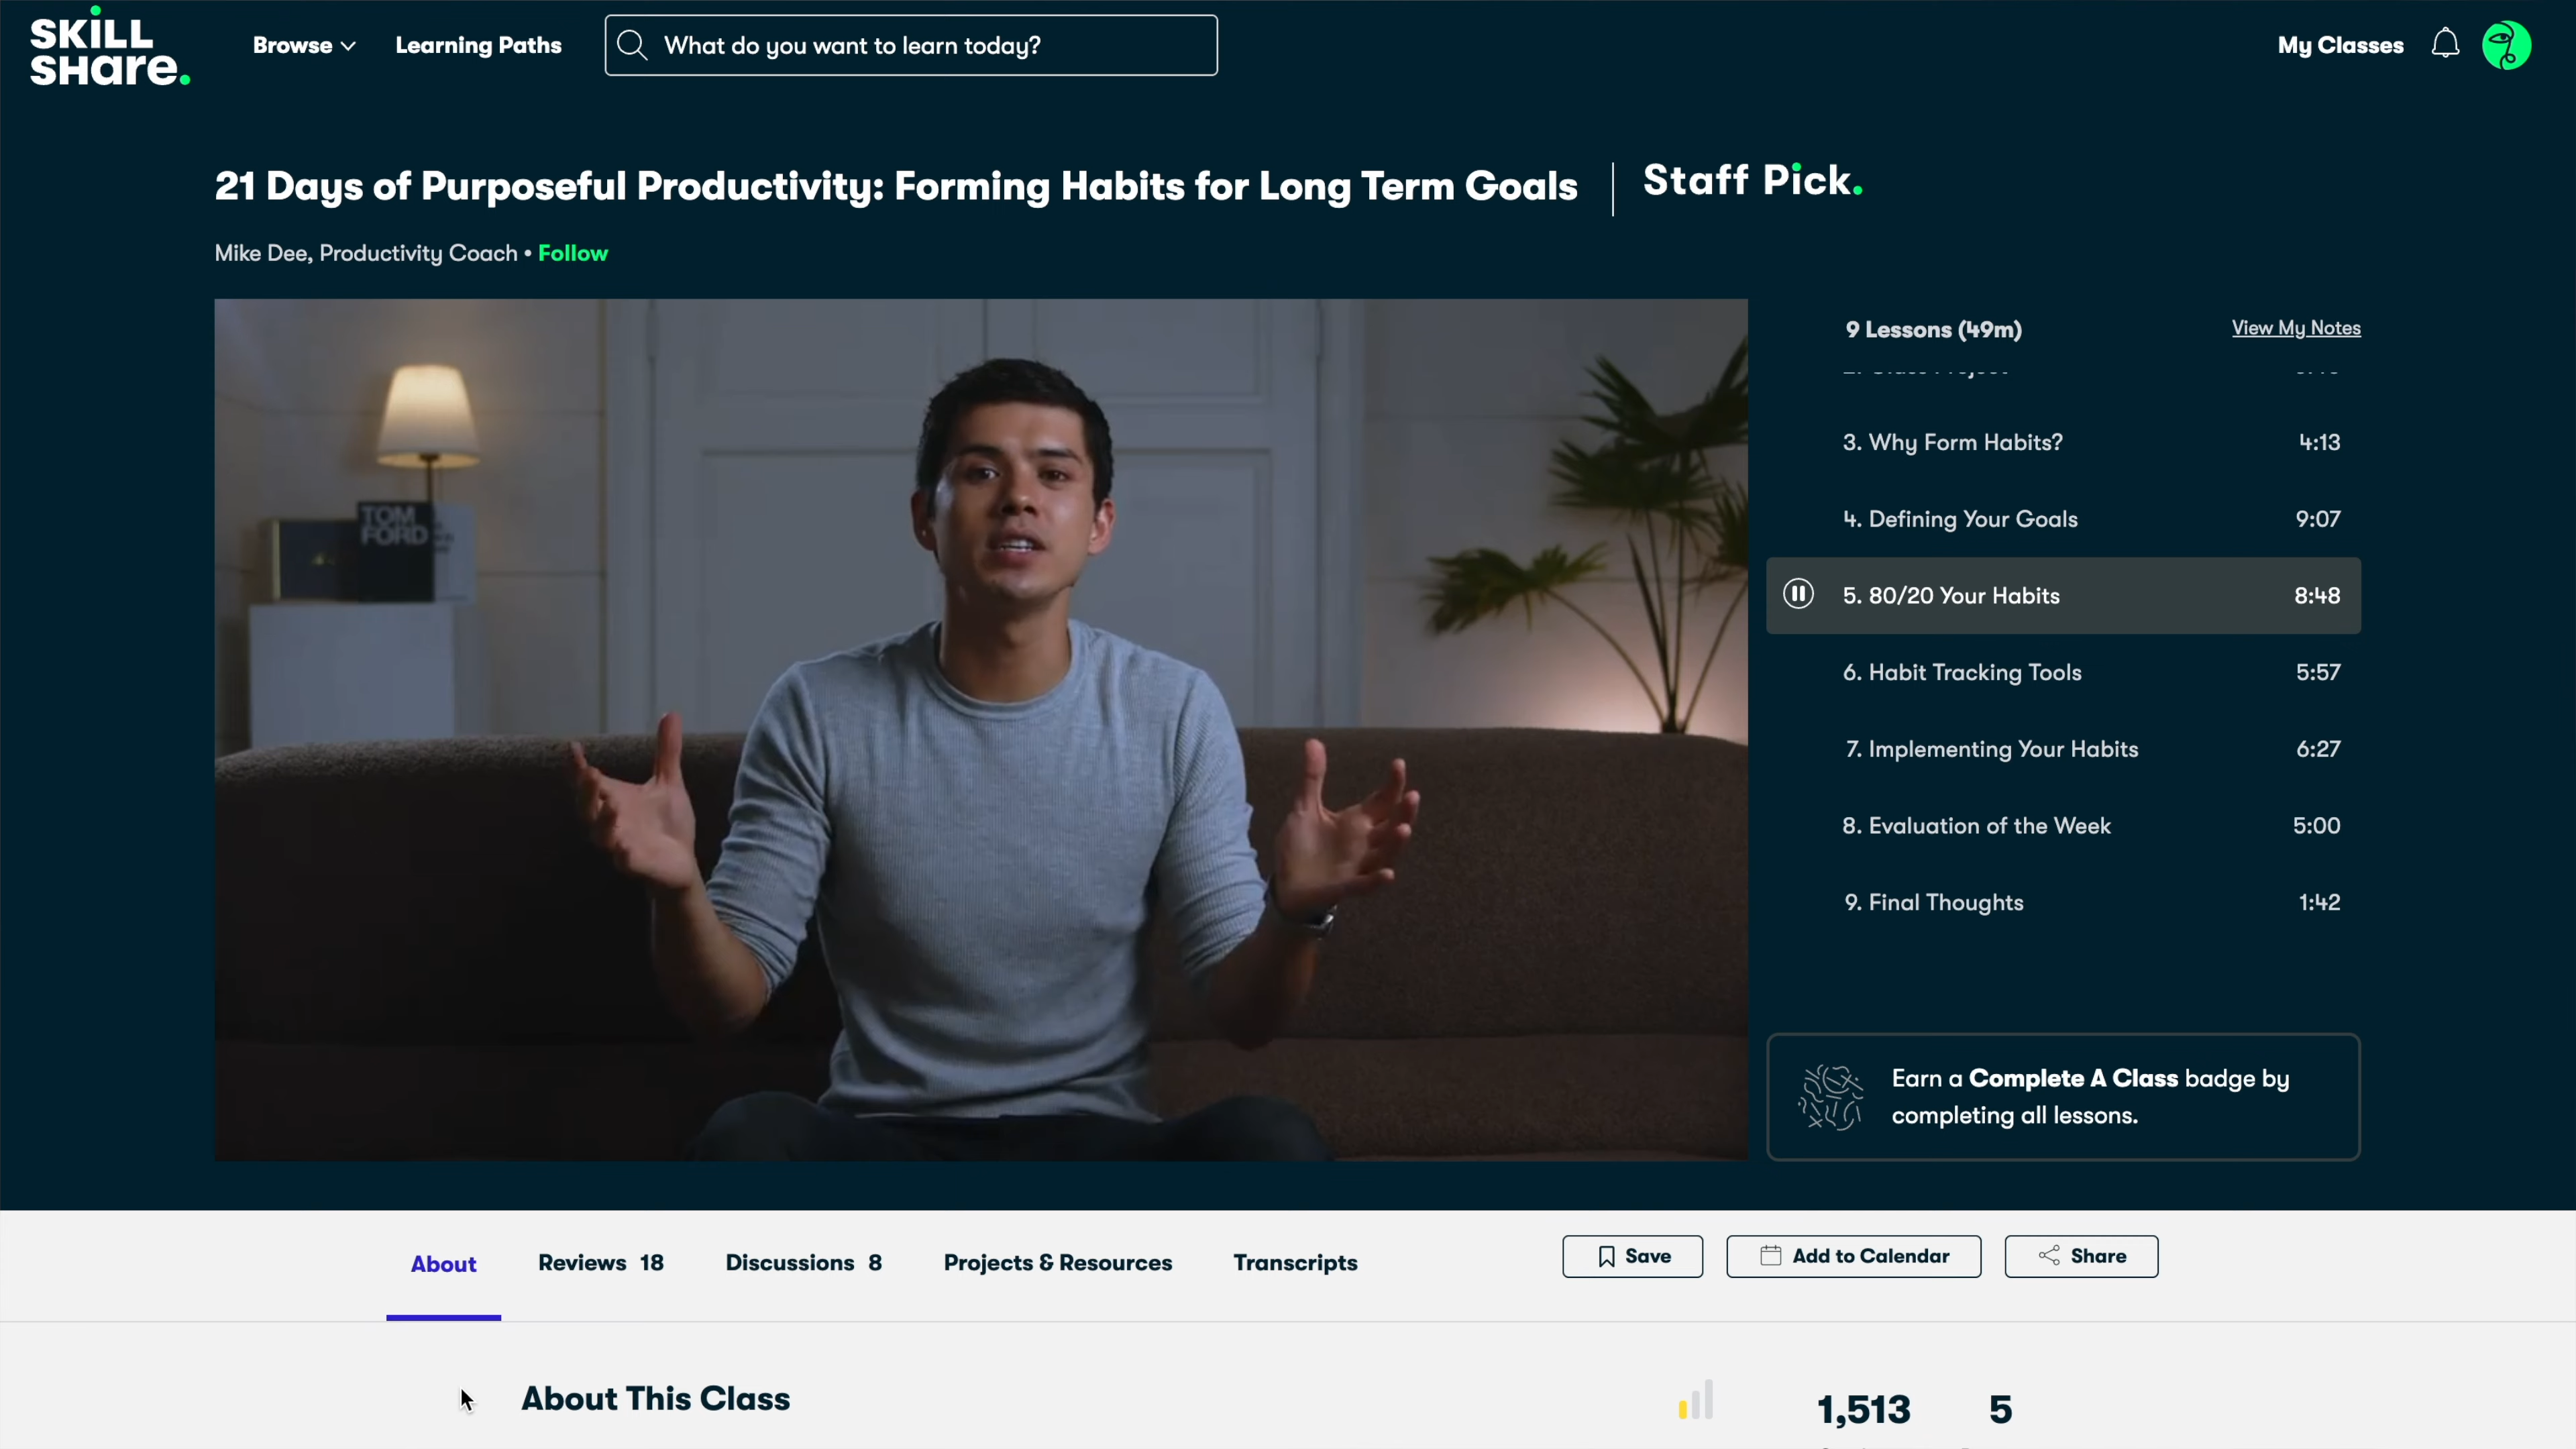 SKILL
SHARE.
Browse
Learning Paths
What do you want to learn today?
My Classes
21 Days of Purposeful Productivity: Forming Habits for Long Term Goals
Staff Pick.
Mike Dee, Productivity Coach • Follow
TOM
FORD
9 Lessons (49m)
View My Notes
3. Why Form Habits? 4:13
4. Defining Your Goals 9:07
5. 80/20 Your Habits 8:48
6. Habit Tracking Tools 5:57
7. Implementing Your Habits 6:27
8. Evaluation of the Week 5:00
9. Final Thoughts 1:42
Earn a Complete A Class badge by
completing all lessons.
About
Reviews 18
Discussions 8
Projects & Resources
Transcripts
Save
Add to Calendar
Share
About This Class
1,513
5